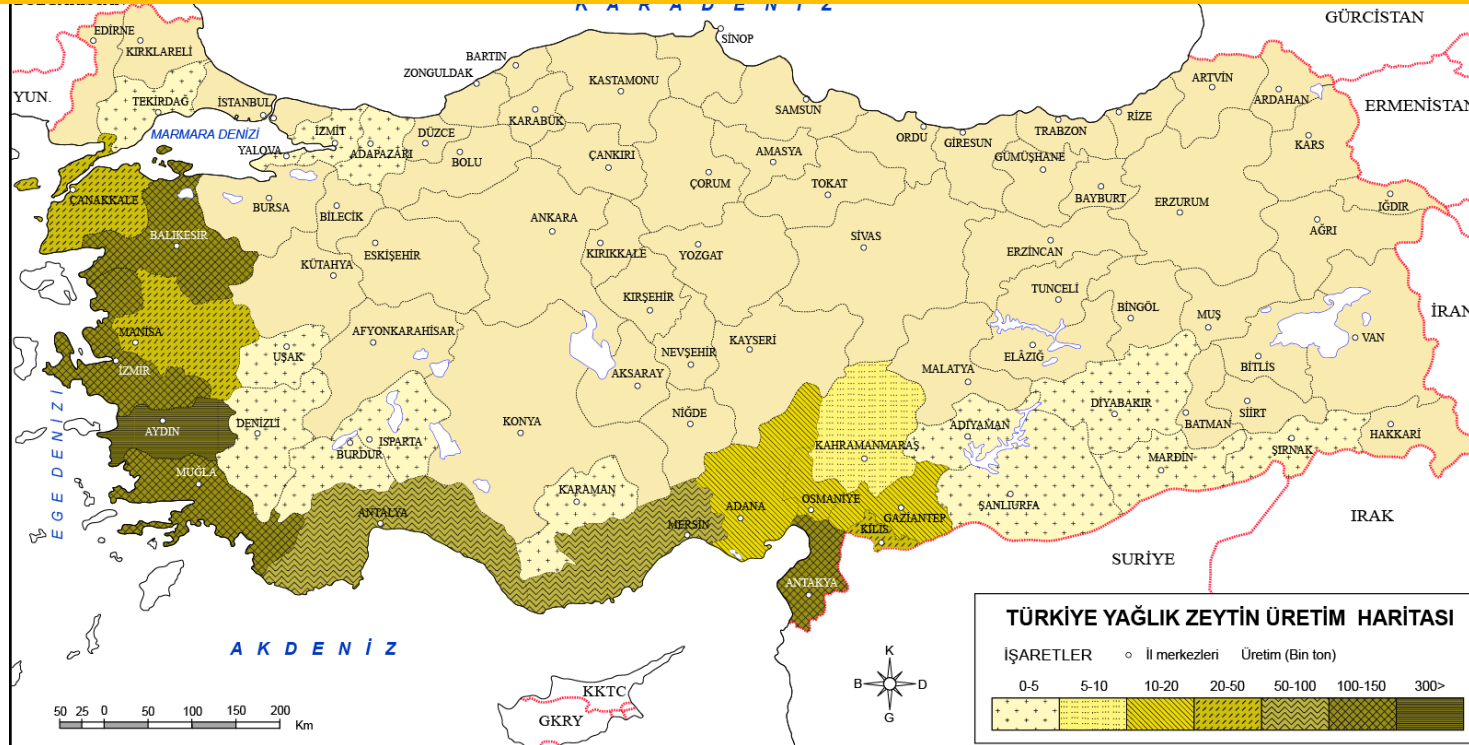 K A R A D E N İ Z
GÜRCİSTAN
EDİRNE
KIRKLARELİ
SİNOP
BARTIN
ZONGULDAK
KASTAMONU
ARTVİN
ARDAHAN
YUN.
TEKİRDAĞ
İSTANBUL
KARABÜK
SAMSUN
RİZE
ERMENİSTAN
MARMARA DENİZİ
İZMİT
DÜZCE
ORDU
GİRESUN
TRABZON
KARS
YALOVA
ADAPAZARI
BOLU
ÇANKIRI
AMASYA
GÜMÜŞHANE
ÇORUM
TOKAT
BAYBURT
ERZURUM
IĞDIR
ÇANAKKALE
BURSA
BİLECİK
ANKARA
AĞRI
BALIKESİR
ESKİŞEHİR
KIRIKKALE
YOZGAT
SİVAS
ERZİNCAN
KÜTAHYA
TUNCELİ
KIRŞEHİR
BİNGÖL
MUŞ
İRAN
MANİSA
AFYONKARAHİSAR
KAYSERİ
VAN
UŞAK
NEVŞEHİR
ELÂZIĞ
BİTLİS
İZMİR
AKSARAY
MALATYA
EGE DENİZİ
NİĞDE
DİYABAKIR
SİİRT
AYDIN
DENİZLİ
KONYA
ADIYAMAN
BATMAN
HAKKARİ
ISPARTA
BURDUR
KAHRAMANMARAŞ
ŞIRNAK
MARDİN
MUĞLA
KARAMAN
OSMANİYE
ŞANLIURFA
ANTALYA
ADANA
GAZİANTEP
MERSİN
KİLİS
IRAK
SURİYE
ANTAKYA
A K D E N İ Z
KKTC
GKRY
K
B
D
G
50 25 0 50 100 150 200
Km
TÜRKİYE YAĞLIK ZEYTİN ÜRETİM HARİTASI
İŞARETLER İl merkezleri Üretim (Bin ton)
0-5 5-10 10-20 20-50 50-100 100-150 300>